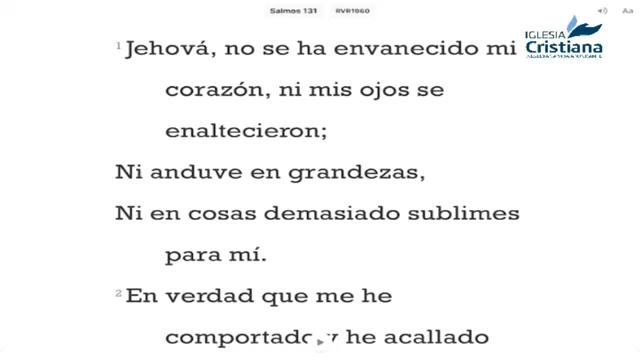 Salmos 131 RVR1960
Aa
IGLESIA
Cristiana
1 Jehová, no se ha envanecido mi
corazón, ni mis ojos se
enaltecieron;
Ni anduve en grandezas,
Ni en cosas demasiado sublimes
para mí.
2 En verdad que me he
comportado y he acallado